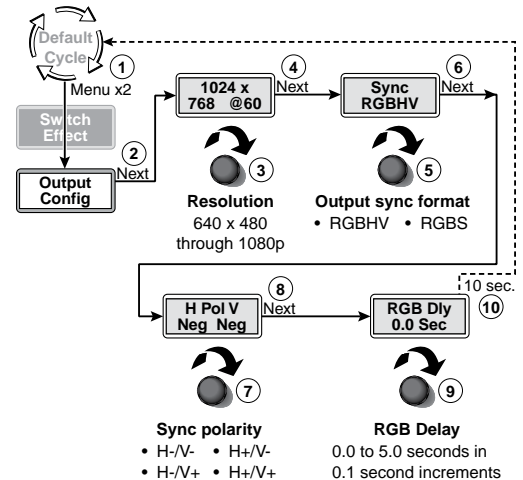 Default
Cycle
1
Menu x2
Switch
Effect
2
Next
Output
Config
1024 x
768 @60
4
Next
Sync
RGBHV
6
Next
3
Resolution
640 x 480
through 1080p
5
Output sync format
• RGBHV • RGBS
H Pol V
Neg Neg
8
Next
RGB Dly
0.0 Sec
10 sec.
10
7
Sync polarity
• H-/V- • H+/V-
• H-/V+ • H+/V+
9
RGB Delay
0.0 to 5.0 seconds in
0.1 second increments